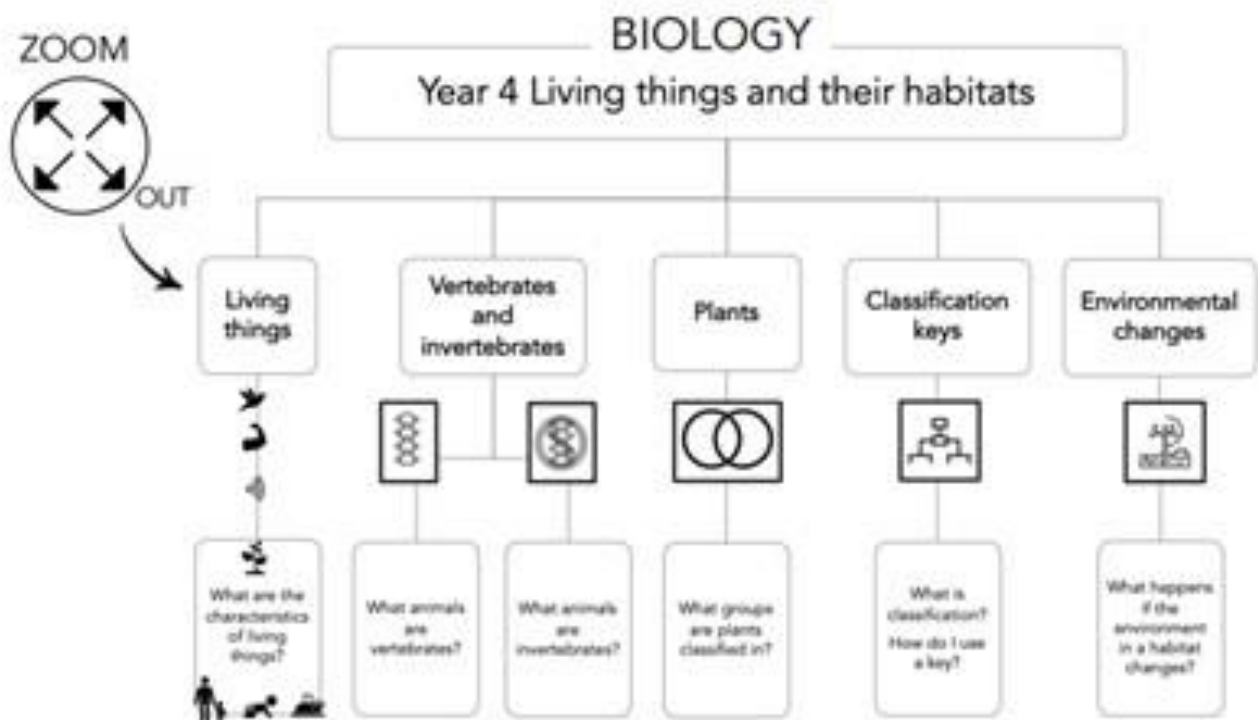 BIOLOGY
Year 4 Living things and their habitats
ZOOM
OUT
Living
things
Vertebrates
and
invertebrates
Plants
Classification
keys
Environmental
changes
What are the
characteristics
of living
things?
What animals
are
vertebrates?
What animals
are
invertebrates?
What groups
are plants
classified in?
What is
classification?
How do I use
a key?
What happens
if the
environment
in a habitat
changes?